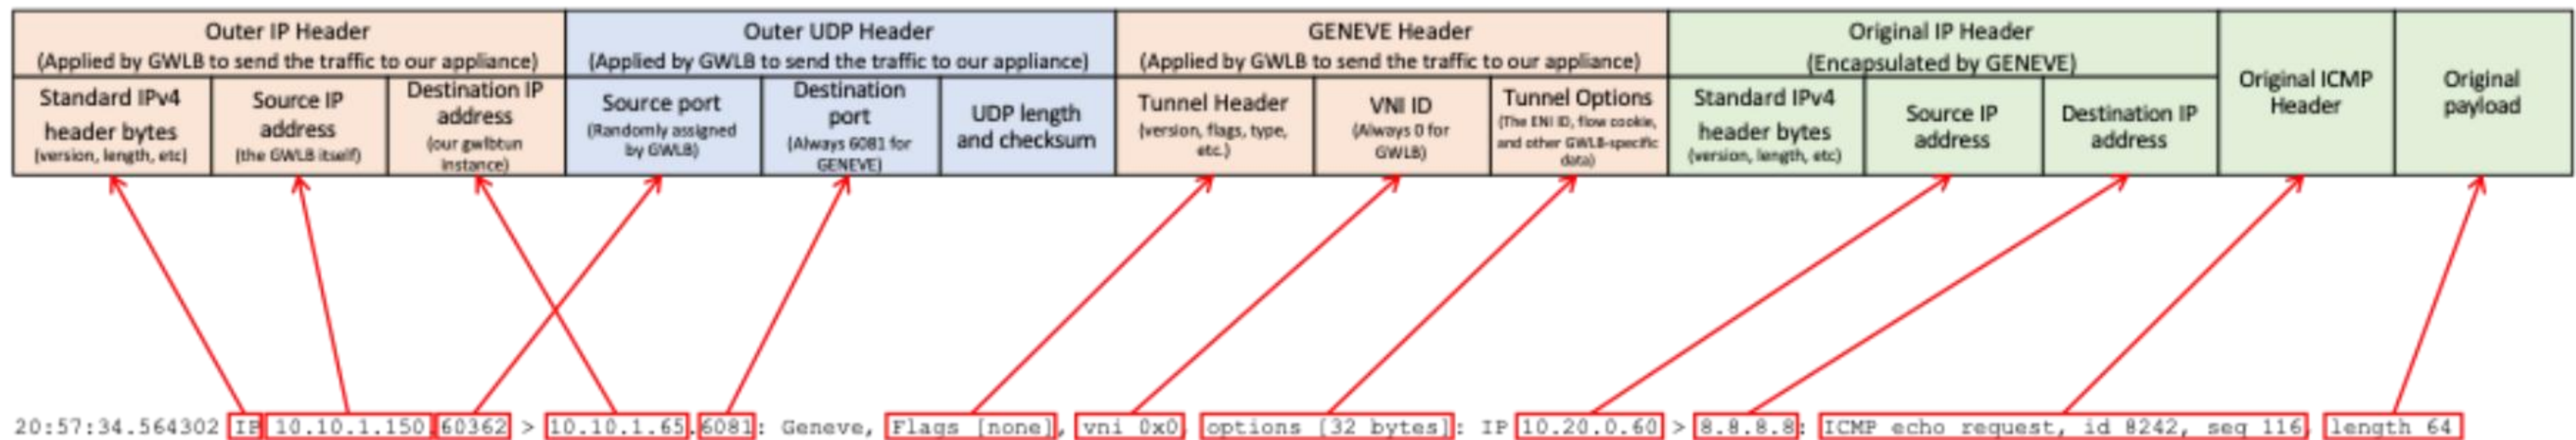 Outer IP Header
(Applied by GWLB to send the traffic to our appliance)
Standard IPv4
header bytes
(version, length, etc)
Source IP
address
(the GWLB itself)
Destination IP
address
(our gwlbtun
instance)
Outer UDP Header
(Applied by GWLB to send the traffic to our appliance)
Source port
(Randomly assigned
by GWLB)
Destination
port
(Always 6081 for
GENEVE)
UDP length
and checksum
GENEVE Header
(Applied by GWLB to send the traffic to our appliance)
Tunnel Header
(version, flags, type,
etc.)
VNI ID
(Always 0 for
GWLB)
Tunnel Options
(The ENI ID, flow cookie,
and other GWLB-specific
data)
Original IP Header
(Encapsulated by GENEVE)
Standard IPv4
header bytes
(version, length, etc)
Source IP
address
Destination IP
address
Original ICMP
Header
Original
payload
20:57:34.564302 IP 10.10.1.150.60362 > 10.10.1.65.6081: Geneve, Flags [none], vni 0x0, options [32 bytes]: IP 10.20.0.60 > 8.8.8.8: ICMP echo request, id 8242, seq 116, length 64